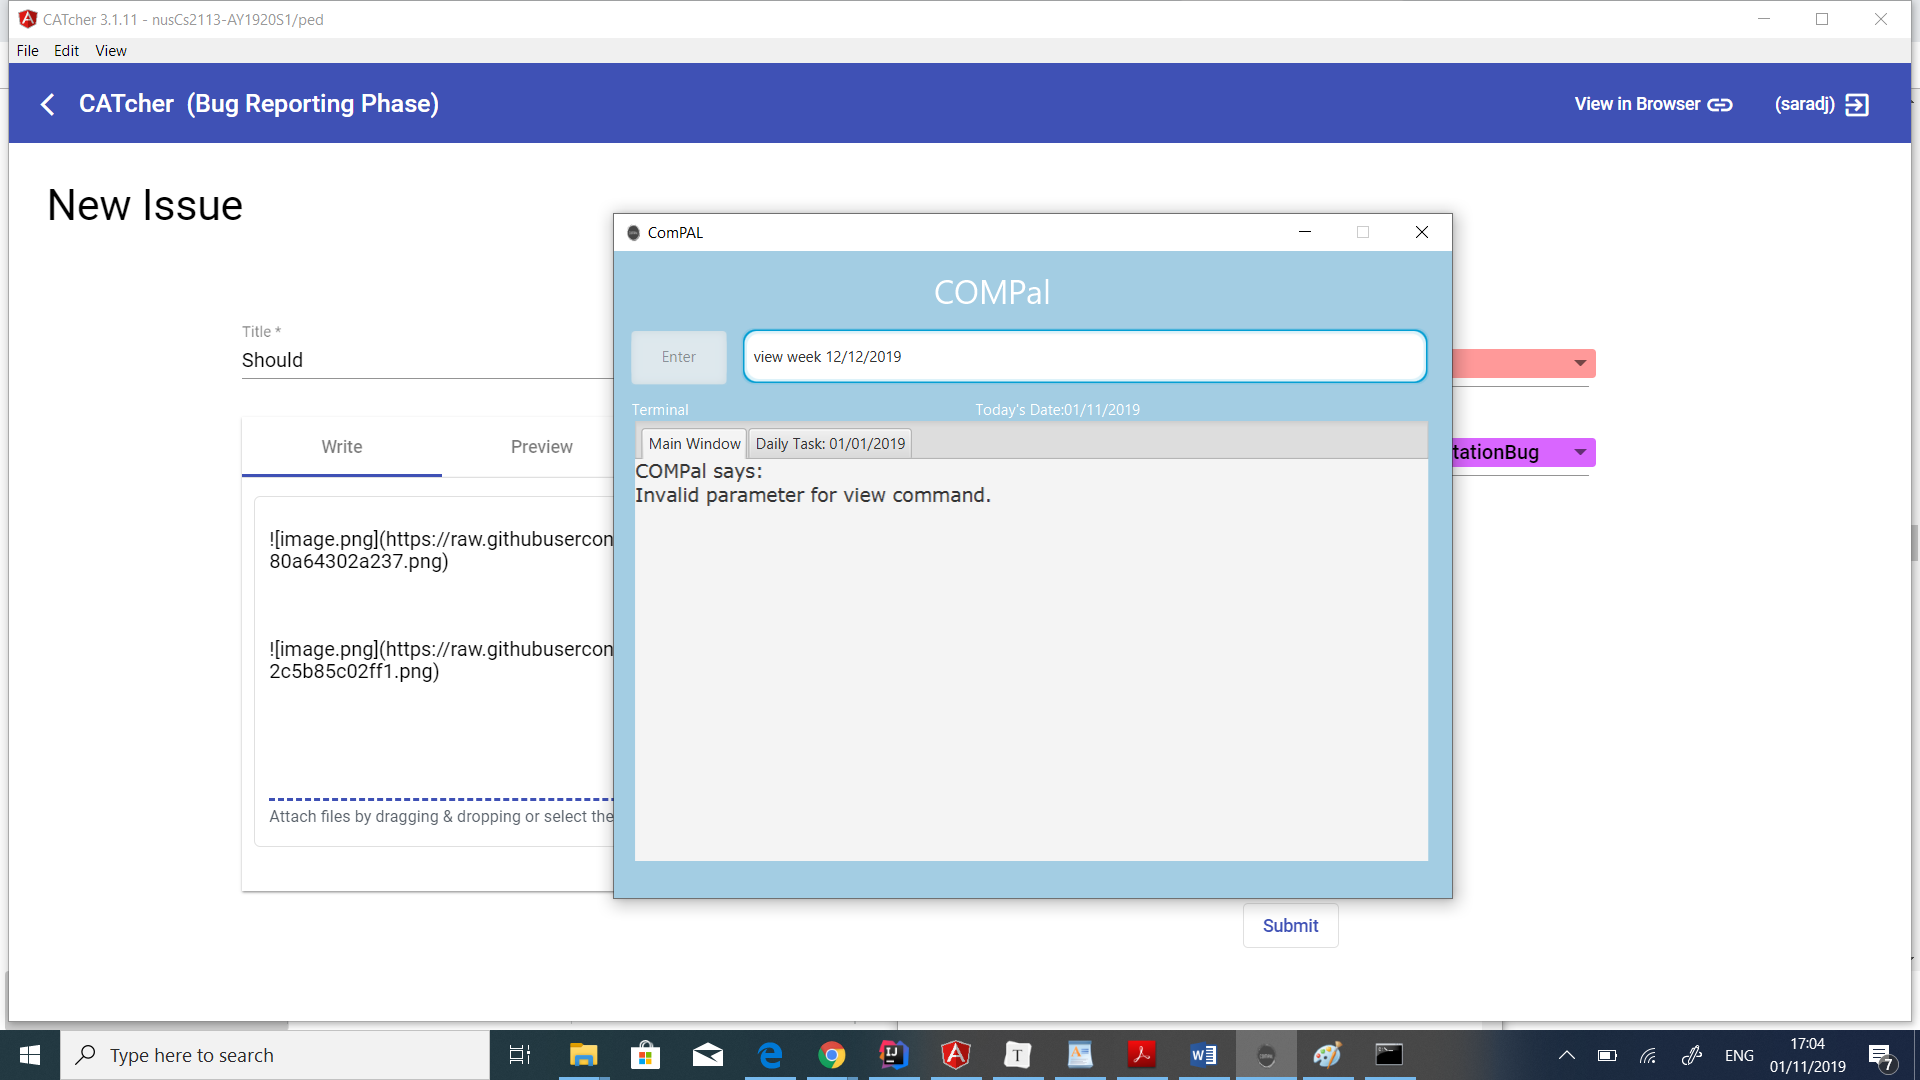 CATcher 3.1.11 - nusCs2113-AY1920S1/ped
File Edit View
CATcher (Bug Reporting Phase)
View in Browser
(saradj)
New Issue
Title *
Should
Write
Preview
![image.png](https://raw.githubusercon
80a64302a237.png)
![image.png](https://raw.githubusercon
2c5b85c02ff1.png)
Attach files by dragging & dropping or select the
tationBug
Submit
ComPAL
COMPal
Enter
view week 12/12/2019
Terminal
Today's Date:01/11/2019
Main Window
Daily Task: 01/01/2019
COMPal says:
Invalid parameter for view command.
Type here to search
ENG
17:04
01/11/2019
7